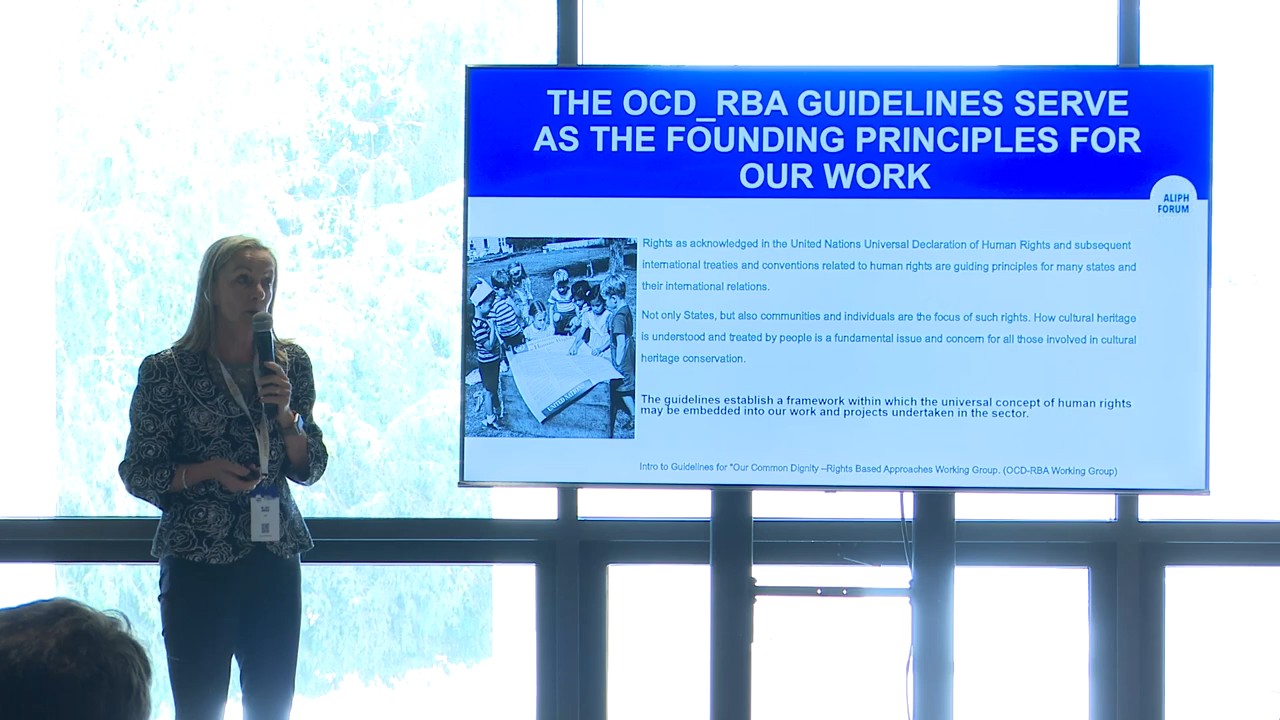 THE OCD_RBA GUIDELINES SERVE
AS THE FOUNDING PRINCIPLES FOR
OUR WORK
ALIPH
FORUM
Rights as acknowledged in the United Nations Universal Declaration of Human Rights and subsequent
international treaties and conventions related to human rights are guiding principles for many states and
their international relations.
Not only States, but also communities and individuals are the focus of such rights. How cultural heritage
is understood and treated by people is a fundamental issue and concern for all those involved in cultural
heritage conservation.
The guidelines establish a framework within which the universal concept of human rights
may be embedded into our work and projects undertaken in the sector.
Intro to Guidelines for "Our Common Dignity –Rights Based Approaches Working Group. (OCD-RBA Working Group)